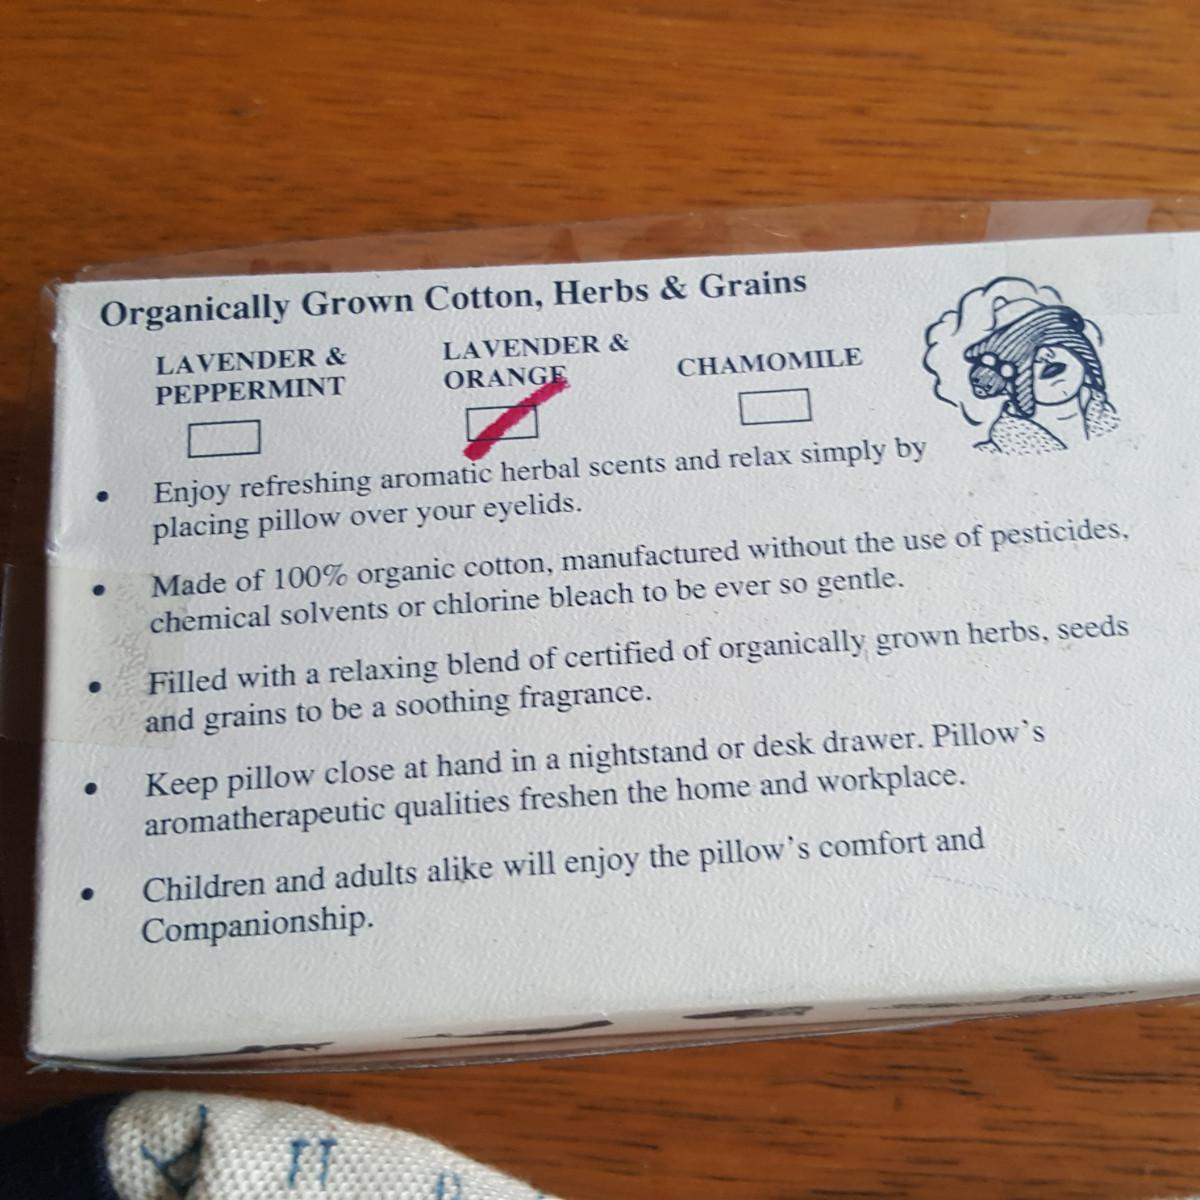 Organically Grown Cotton, Herbs & Grains
LAVENDER &
PEPPERMINT
LAVENDER &
ORANGE
CHAMOMILE
• Enjoy refreshing aromatic herbal scents and relax simply by
placing pillow over your eyelids.
• Made of 100% organic cotton, manufactured without the use of pesticides,
chemical solvents or chlorine bleach to be ever so gentle.
• Filled with a relaxing blend of certified of organically grown herbs, seeds
and grains to be a soothing fragrance.
• Keep pillow close at hand in a nightstand or desk drawer. Pillow's
aromatherapeutic qualities freshen the home and workplace.
• Children and adults alike will enjoy the pillow's comfort and
Companionship.